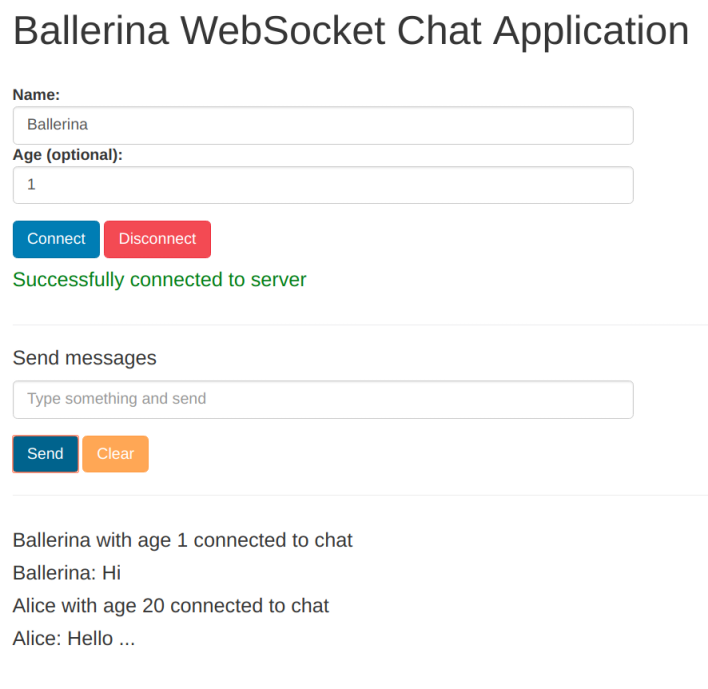 Ballerina WebSocket Chat Application
Name:
Ballerina
Age (optional):
1
Connect Disconnect
Successfully connected to server
Send messages
Type something and send
Send Clear
Ballerina with age 1 connected to chat
Ballerina: Hi
Alice with age 20 connected to chat
Alice: Hello ...